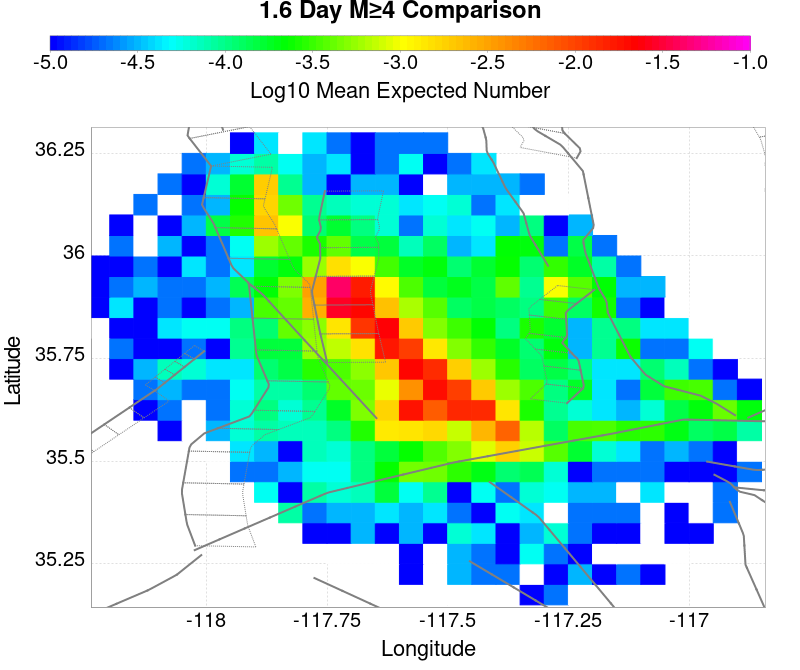 1.6 Day M≥4 Comparison
-5.0 -4.5 -4.0 -3.5 -3.0 -2.5 -2.0 -1.5 -1.0
Log10 Mean Expected Number
36.25
36
35.75
35.5
35.25
Latitude
-118 -117.75 -117.5 -117.25 -117
Longitude